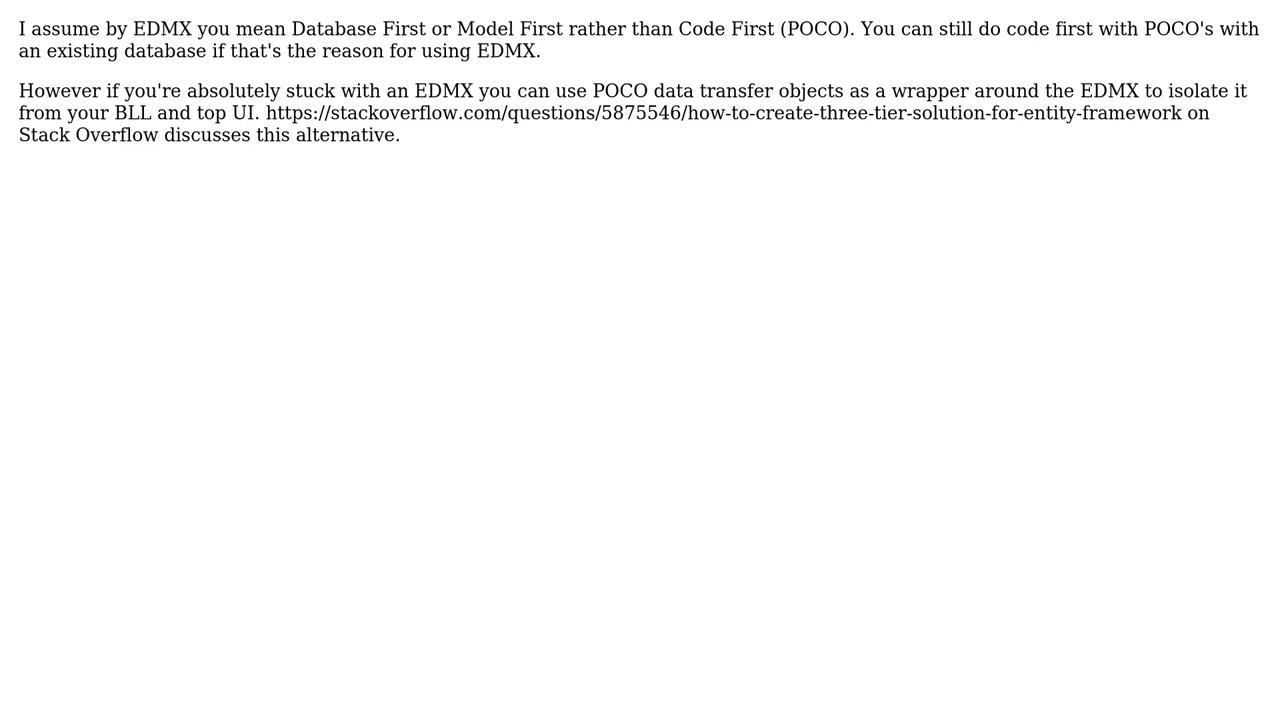 I assume by EDMX you mean Database First or Model First rather than Code First (POCO). You can still do code first with POCO's with
an existing database if that's the reason for using EDMX.
However if you're absolutely stuck with an EDMX you can use POCO data transfer objects as a wrapper around the EDMX to isolate it
from your BLL and top UI. https://stackoverflow.com/questions/5875546/how-to-create-three-tier-solution-for-entity-framework on
Stack Overflow discusses this alternative.